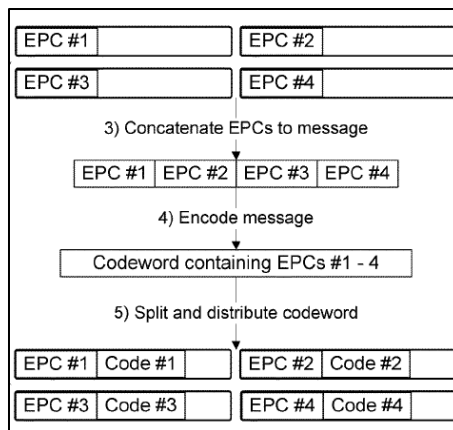 EPC #1 EPC #2
EPC #3 EPC #4
3) Concatenate EPCs to message
EPC #1 EPC #2 EPC #3 EPC #4
4) Encode message
Codeword containing EPCs #1 - 4
5) Split and distribute codeword
EPC #1 Code #1 EPC #2 Code #2
EPC #3 Code #3 EPC #4 Code #4